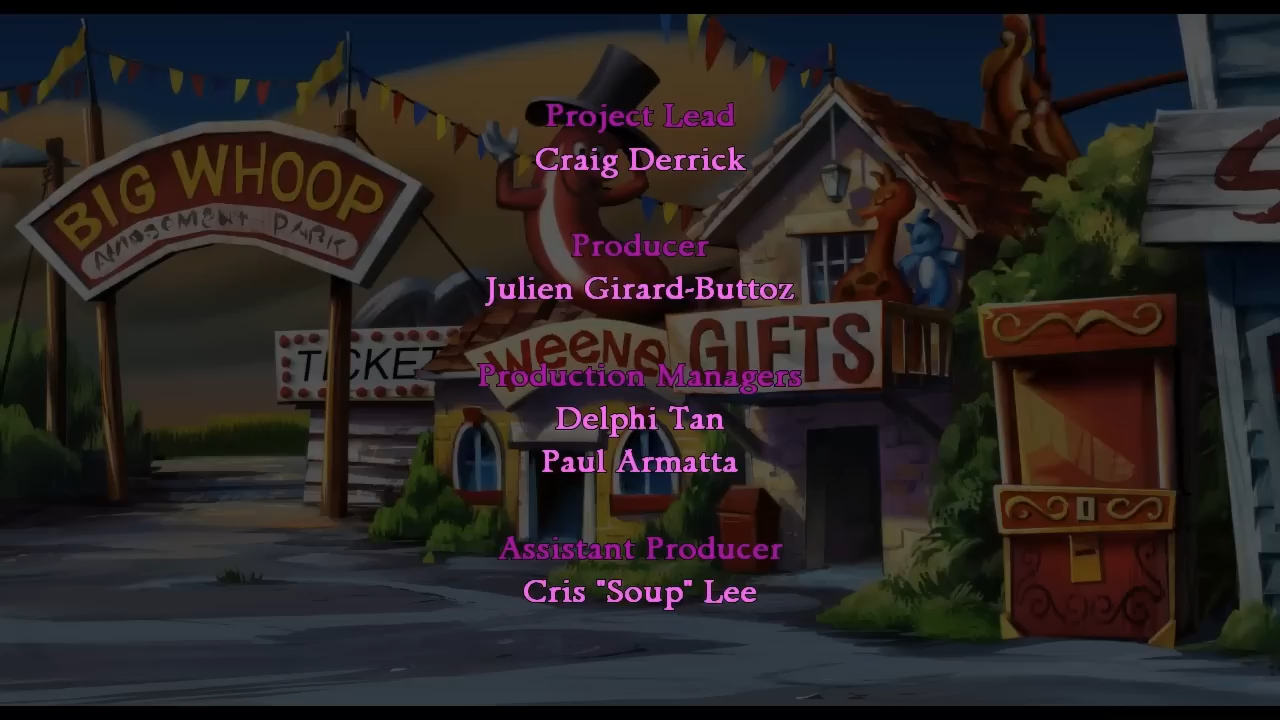 Project Lead
Craig Derrick
BIG WHOOP
AMUSEMENT PARK
Producer
Julien Girard-Buttoz
TICKET
WEENE
GIFTS
Production Managers
Delphi Tan
Paul Armatta
Assistant Producer
Cris "Soup" Lee